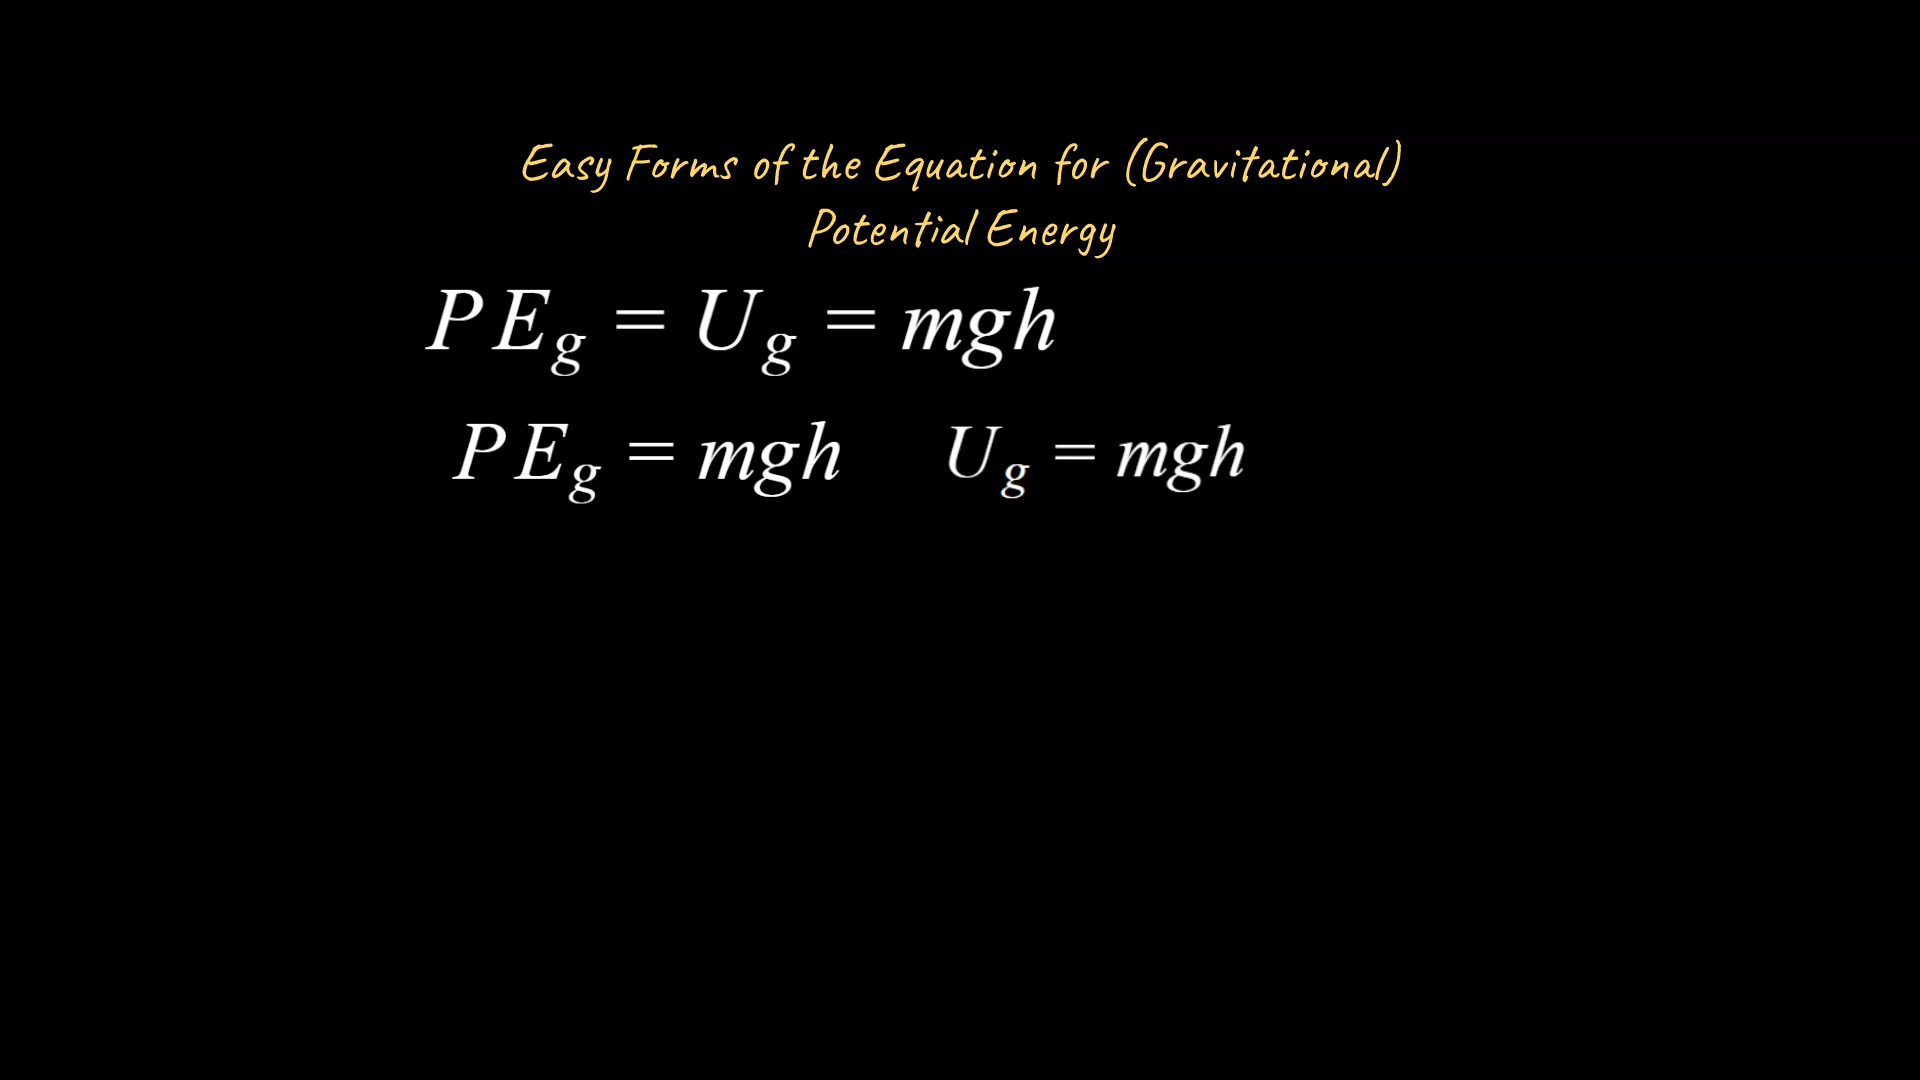 Easy Forms of the Equation for (Gravitational)
Potential Energy
PE_g = U_g = mgh
PE_g = mgh U_g = mgh